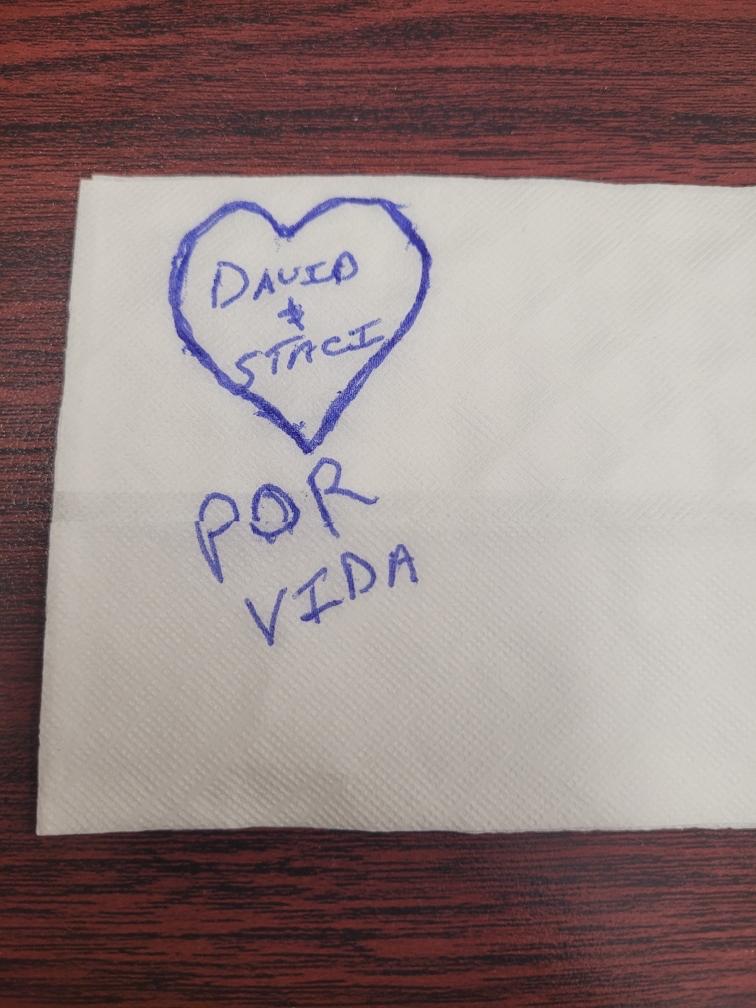 DAVID
+
STACI
POR
VIDA